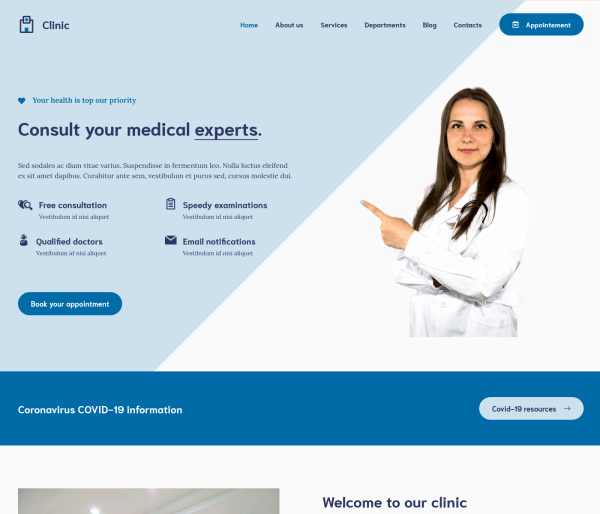 Clinic
Home About us Services Departments Blog Contacts Appointement
Your health is top our priority
Consult your medical experts.
Sed sodales ac diam vitae varius. Suspendisse in fermentum leo. Nulla luctus eleifend
ex sit amet dapibus. Curabitur ante sem, vestibulum et purus sed, cursus molestie dui.
Free consultation
Vestibulum id nisi aliquet
Speedy examinations
Vestibulum id nisi aliquet
Qualified doctors
Vestibulum id nisi aliquet
Email notifications
Vestibulum id nisi aliquet
Book your appointment
Coronavirus COVID-19 information
Covid-19 resources
Welcome to our clinic